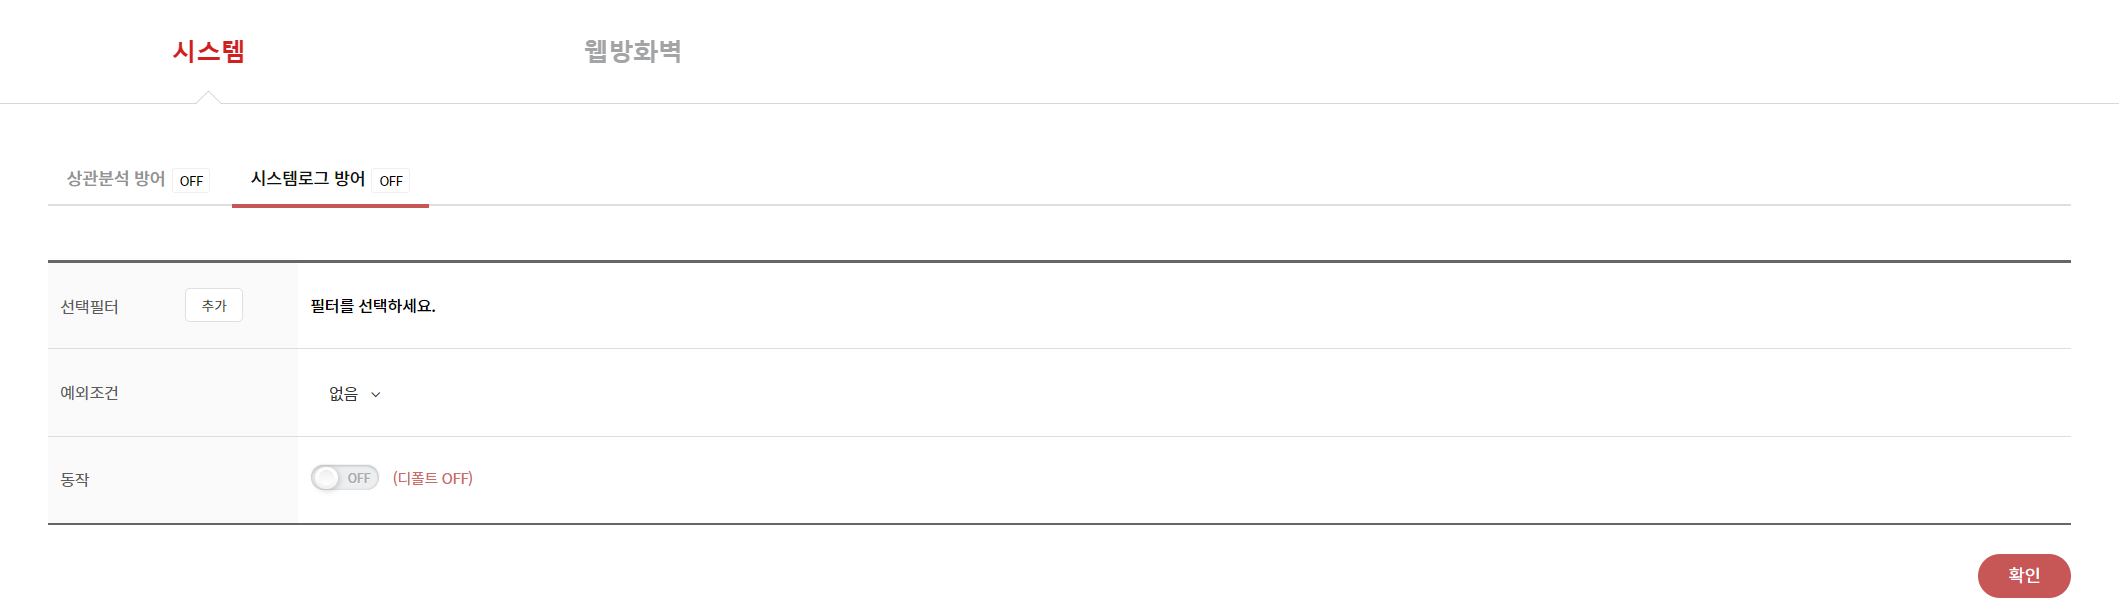 시스템 웹방화벽
상관분석 방어 OFF 시스템로그 방어 OFF
선택필터 추가 필터를 선택하세요.
예외조건 없음
동작 OFF (디폴트 OFF)
확인